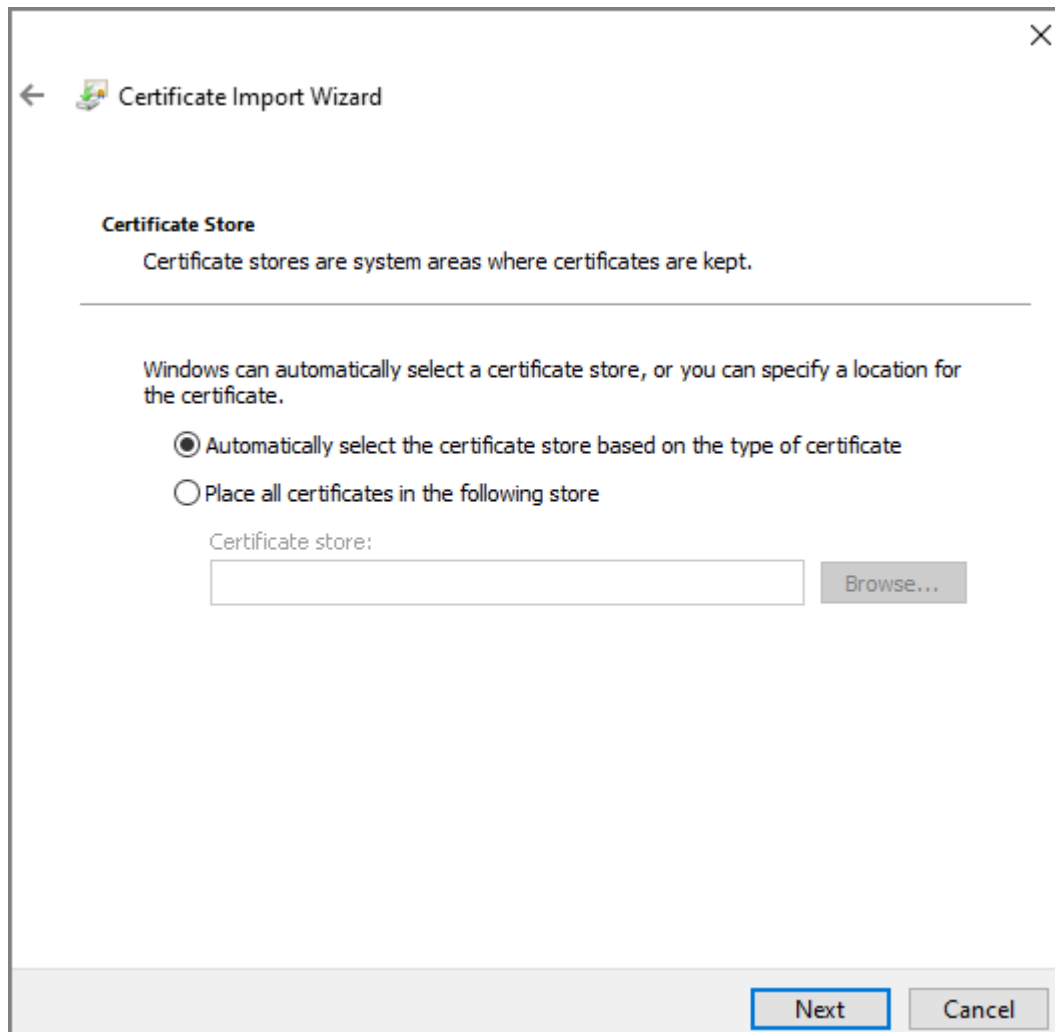 Certificate Import Wizard
Certificate Store
Certificate stores are system areas where certificates are kept.
Windows can automatically select a certificate store, or you can specify a location for
the certificate.
Automatically select the certificate store based on the type of certificate
Place all certificates in the following store
Certificate store:
Browse...
Next
Cancel